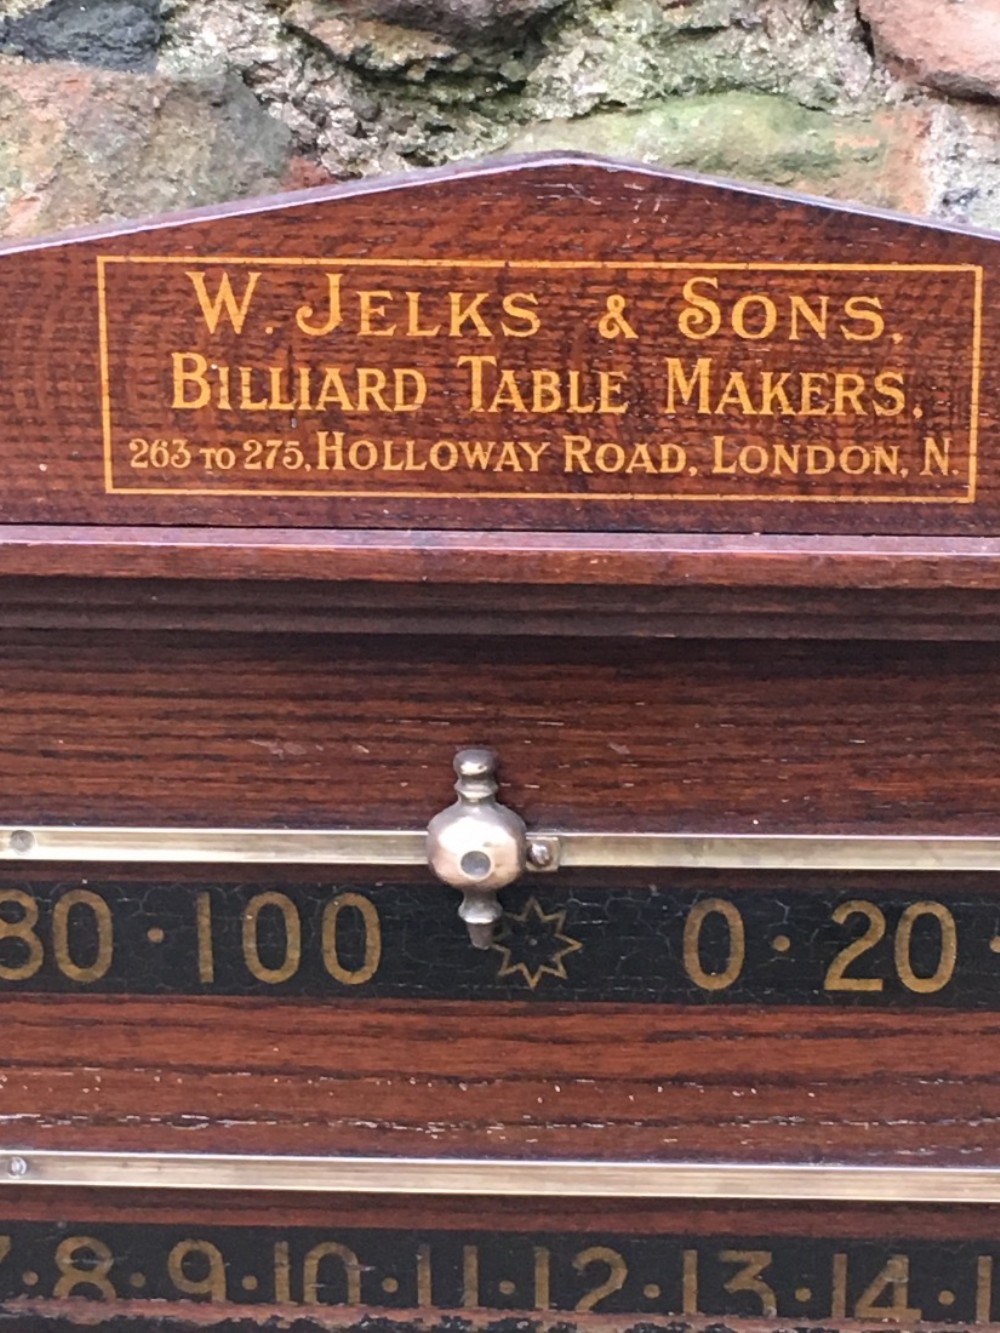 W. JELKS & SONS.
BILLIARD TABLE MAKERS.
263 TO 275, HOLLOWAY ROAD, LONDON, N.
80 · 100 0 · 20 ·
7 · 8 · 9 · 10 · 11 · 12 · 13 · 14 ·